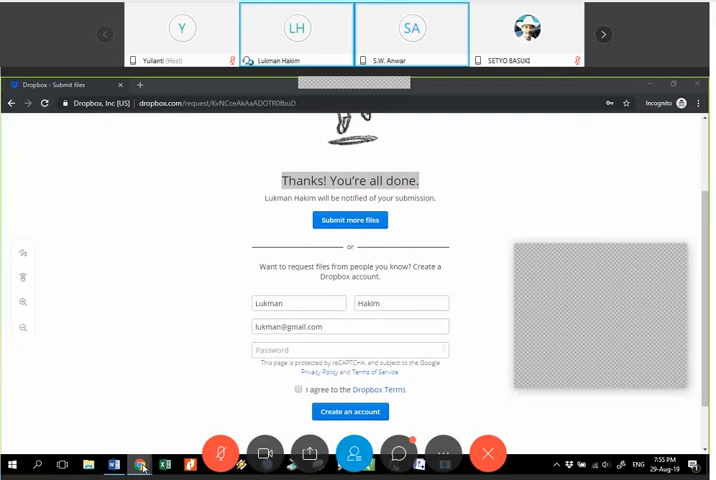 Y
LH
SA
Yulianti (Host)
Lukman Hakim
S.W. Anwar
SETYO BASUKI
Dropbox - Submit files
Dropbox, Inc [US]
dropbox.com/request/KvNCceAkAaADOTR0fbuD
Incognito
Thanks! You're all done.
Lukman Hakim will be notified of your submission.
Submit more files
or
Want to request files from people you know? Create a
Dropbox account.
Lukman
Hakim
lukman@gmail.com
Password
This page is protected by reCAPTCHA, and subject to the Google
Privacy Policy and Terms of Service.
I agree to the Dropbox Terms
Create an account
ENG
7:55 PM
29-Aug-19